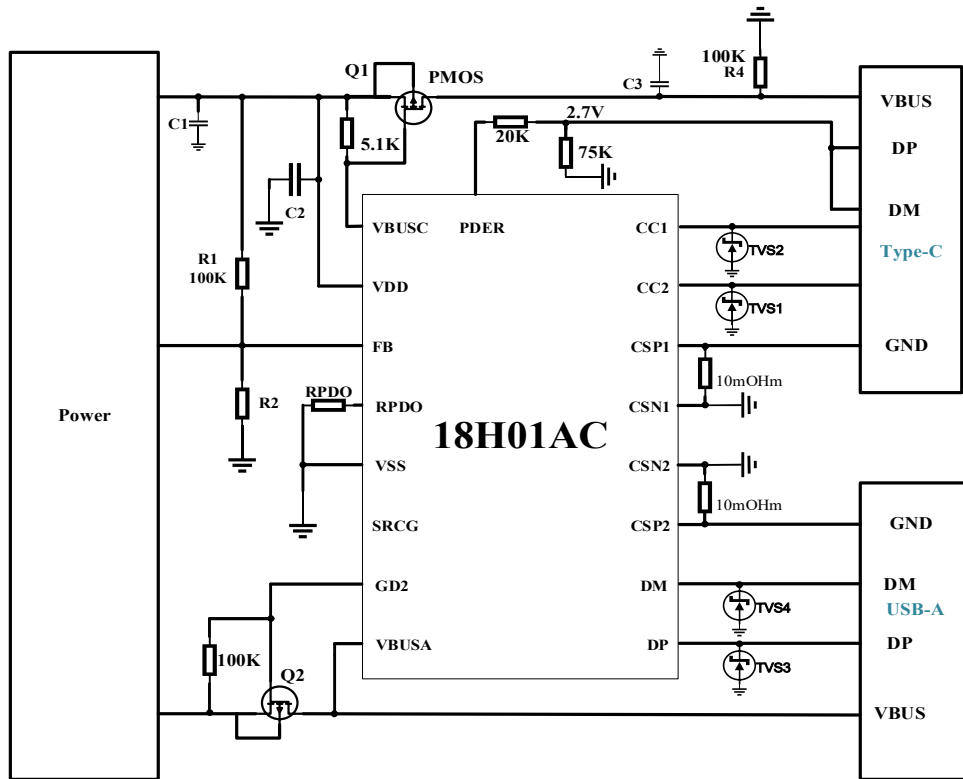 Q1
PMOS
C3
100K
R4
VBUS
C1
5.1K
20K
2.7V
75K
DP
C2
DM
VBUSC
PDER
CC1
TVS2
Type-C
R1
100K
VDD
CC2
TVS1
FB
CSP1
GND
Power
R2
RPDO
RPDO
10mOHm
CSN1
18H01AC
VSS
CSN2
10mOHm
SRCG
CSP2
GND
GD2
DM
TVS4
DM
USB-A
100K
VBUSA
DP
TVS3
DP
Q2
VBUS